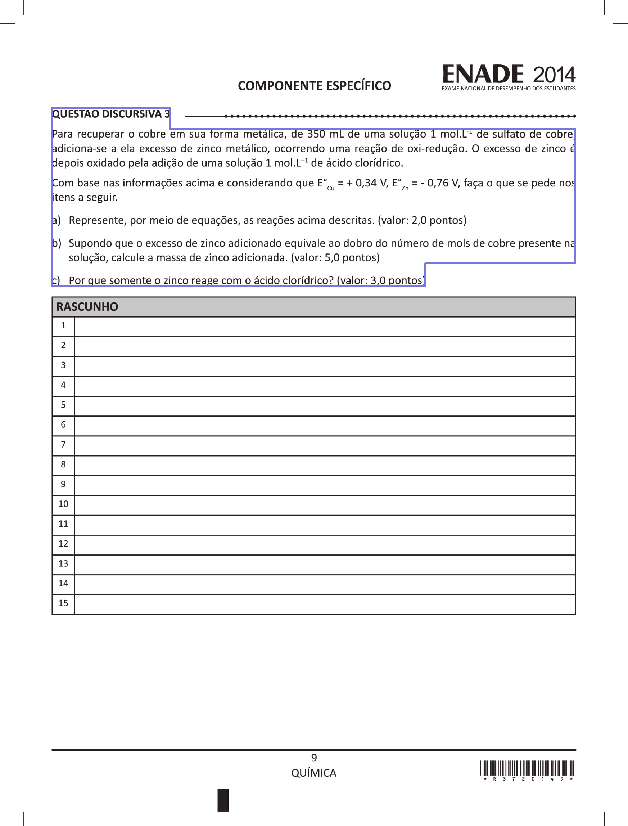 ENADE 2014
EXAME NACIONAL DE DESEMPENHO DOS ESTUDANTES
COMPONENTE ESPECÍFICO
QUESTÃO DISCURSIVA 3
Para recuperar o cobre em sua forma metálica, de 350 mL de uma solução 1 mol.L⁻¹ de sulfato de cobre,
adiciona-se a ela excesso de zinco metálico, ocorrendo uma reação de oxi-redução. O excesso de zinco é
depois oxidado pela adição de uma solução 1 mol.L⁻¹ de ácido clorídrico.
Com base nas informações acima e considerando que E°Cu = + 0,34 V, E°Zn = - 0,76 V, faça o que se pede nos
itens a seguir.
a) Represente, por meio de equações, as reações acima descritas. (valor: 2,0 pontos)
b) Supondo que o excesso de zinco adicionado equivale ao dobro do número de mols de cobre presente na
solução, calcule a massa de zinco adicionada. (valor: 5,0 pontos)
c) Por que somente o zinco reage com o ácido clorídrico? (valor: 3,0 pontos)
RASCUNHO
1
2
3
4
5
6
7
8
9
10
11
12
13
14
15
9
QUÍMICA